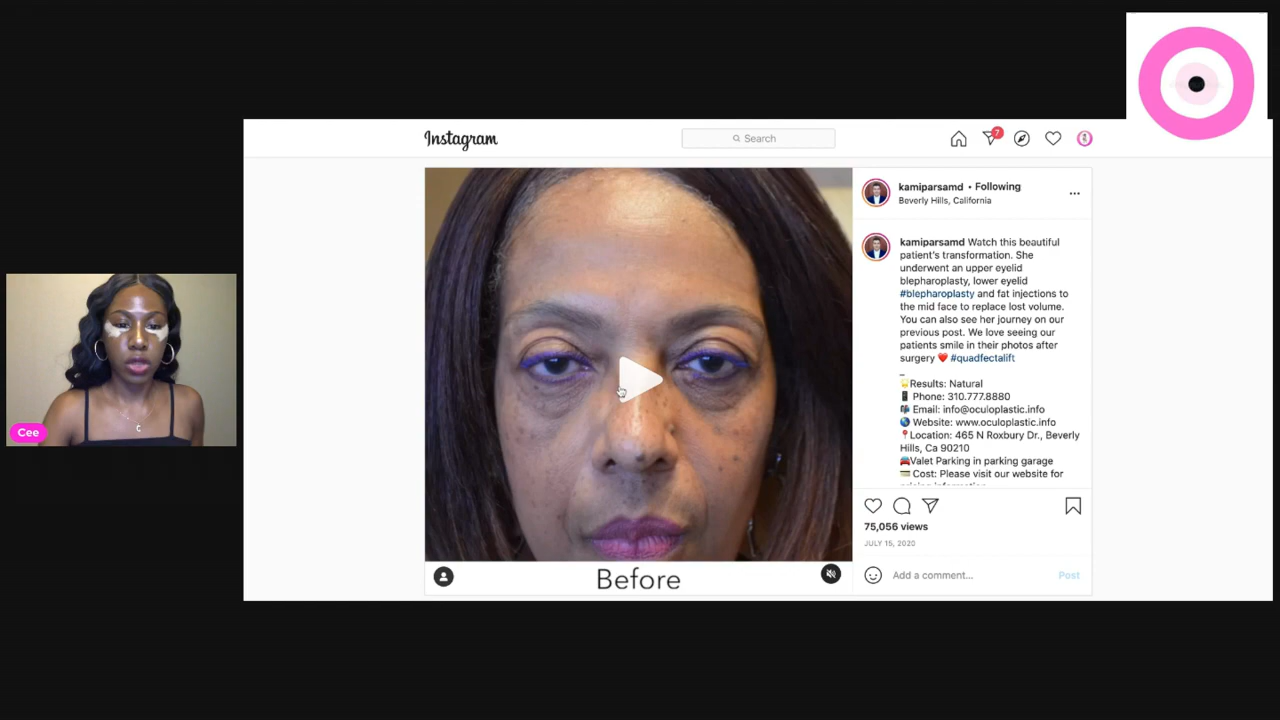 Instagram
Search
7
kamiparsamd • Following
Beverly Hills, California
kamiparsamd Watch this beautiful
patient's transformation. She
underwent an upper eyelid
blepharoplasty, lower eyelid
#blepharoplasty and fat injections to
the mid face to replace lost volume.
You can also see her journey on our
previous post. We love seeing our
patients smile in their photos after
surgery ❤️ #quadfectalift
_
🌟Results: Natural
📱 Phone: 310.777.8880
📬 Email: info@oculoplastic.info
🌎 Website: www.oculoplastic.info
📍Location: 465 N Roxbury Dr., Beverly
Hills, Ca 90210
🚘Valet Parking in parking garage
💳 Cost: Please visit our website for
pricing information
75,056 views
JULY 15, 2020
Add a comment...
Post
Before
Cee